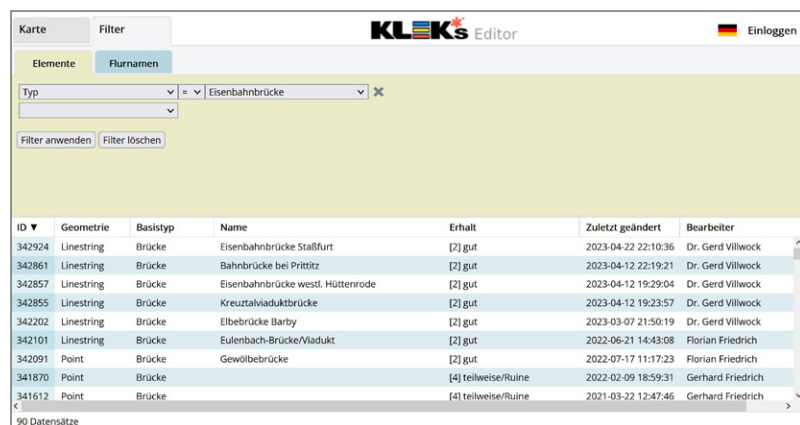 Karte Filter KLEKs Editor Einloggen
Elemente Flurnamen
Typ = Eisenbahnbrücke
Filter anwenden Filter löschen
ID ▼ Geometrie Basistyp Name Erhalt Zuletzt geändert Bearbeiter
342924 Linestring Brücke Eisenbahnbrücke Staßfurt [2] gut 2023-04-22 22:10:36 Dr. Gerd Villwock
342861 Linestring Brücke Bahnbrücke bei Prittitz [2] gut 2023-04-12 22:19:21 Dr. Gerd Villwock
342857 Linestring Brücke Eisenbahnbrücke westl. Hüttenrode [2] gut 2023-04-12 19:29:04 Dr. Gerd Villwock
342855 Linestring Brücke Kreuztalviaduktbrücke [2] gut 2023-04-12 19:23:57 Dr. Gerd Villwock
342202 Linestring Brücke Elbebrücke Barby [2] gut 2023-03-07 21:50:19 Dr. Gerd Villwock
342101 Linestring Brücke Eulenbach-Brücke/Viadukt [2] gut 2022-06-21 14:43:08 Florian Friedrich
342091 Point Brücke Gewölbebrücke [2] gut 2022-07-17 11:17:23 Florian Friedrich
341870 Point Brücke [4] teilweise/Ruine 2022-02-09 18:59:31 Gerhard Friedrich
341612 Point Brücke [4] teilweise/Ruine 2021-03-22 12:47:46 Gerhard Friedrich
90 Datensätze